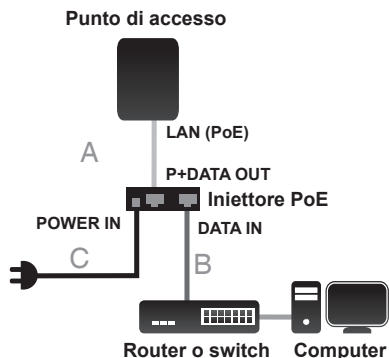 Punto di accesso
A
LAN (PoE)
P+DATA OUT
Iniettore PoE
POWER IN
DATA IN
C
B
Router o switch
Computer